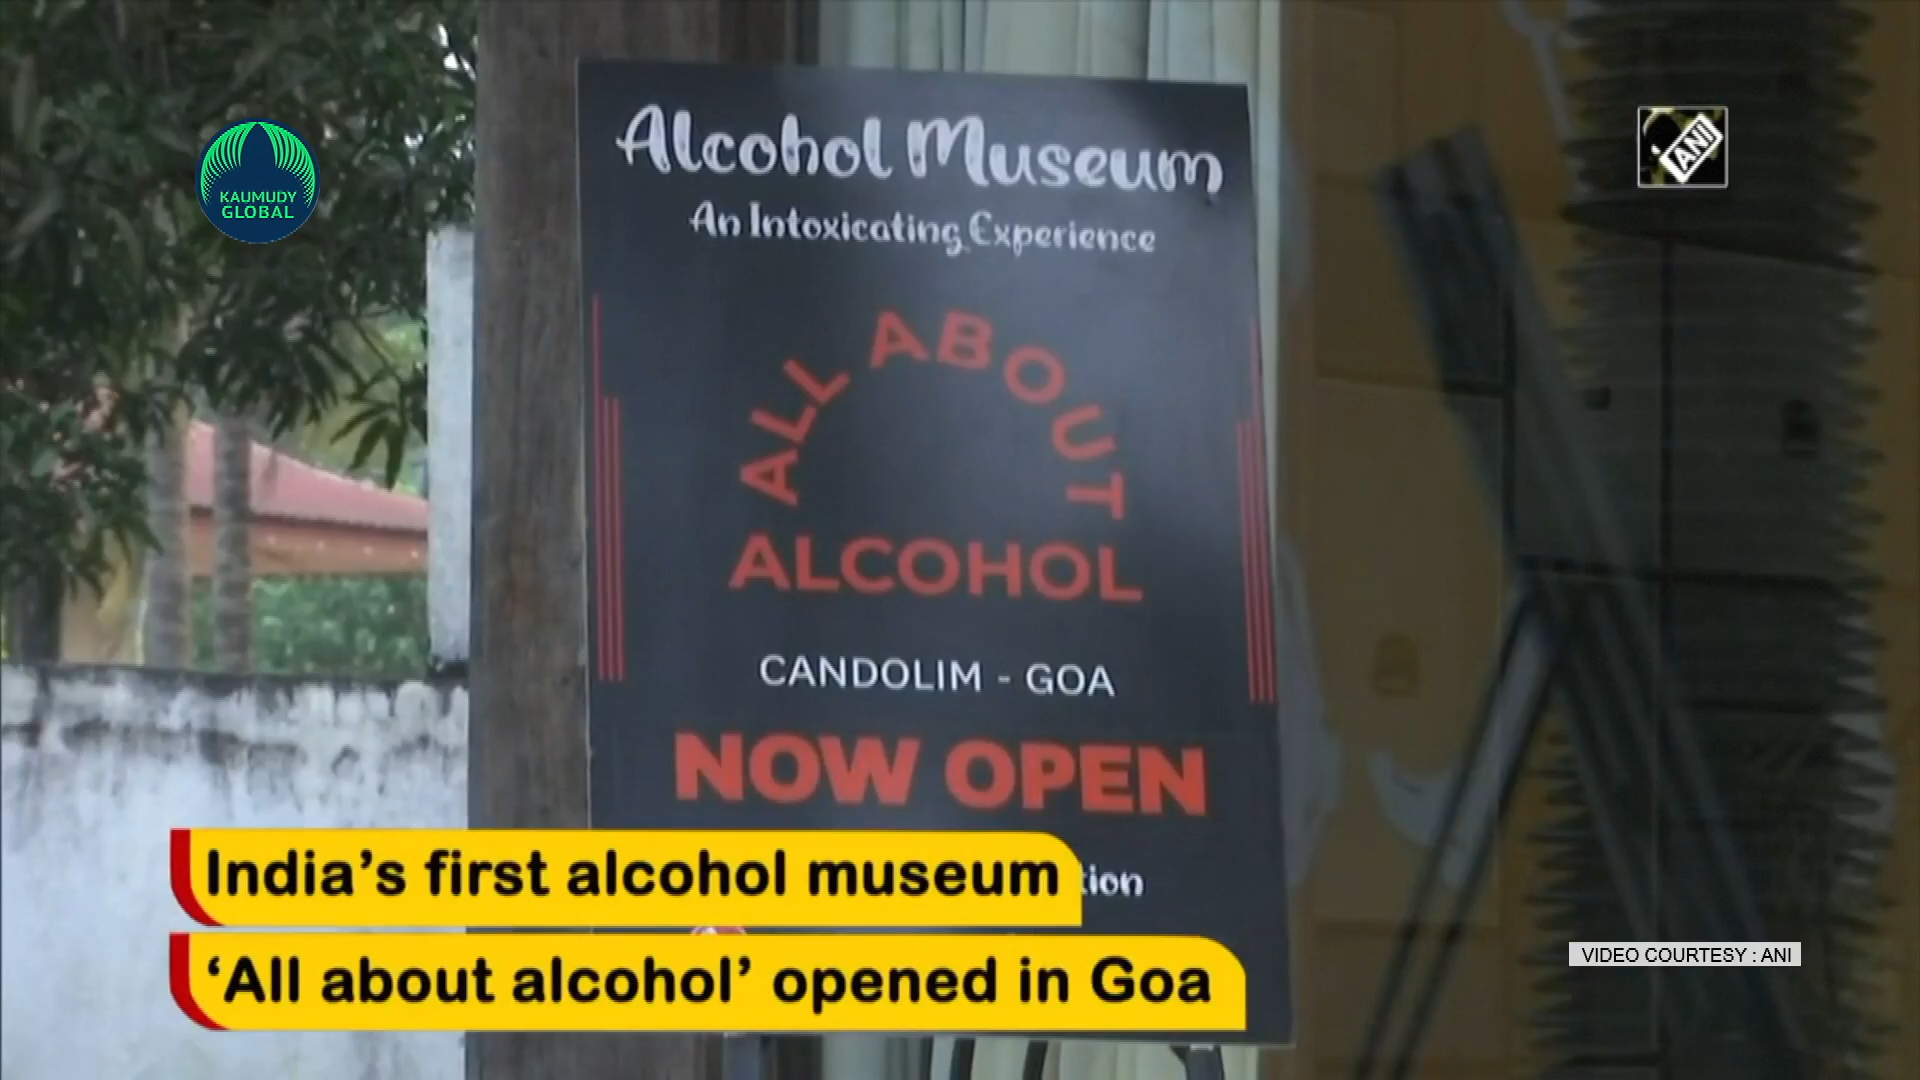 Alcohol Museum
An Intoxicating Experience
KAUMUDY
GLOBAL
ANI
ALL ABOUT
ALCOHOL
CANDOLIM - GOA
NOW OPEN
India's first alcohol museum
'All about alcohol' opened in Goa
VIDEO COURTESY : ANI